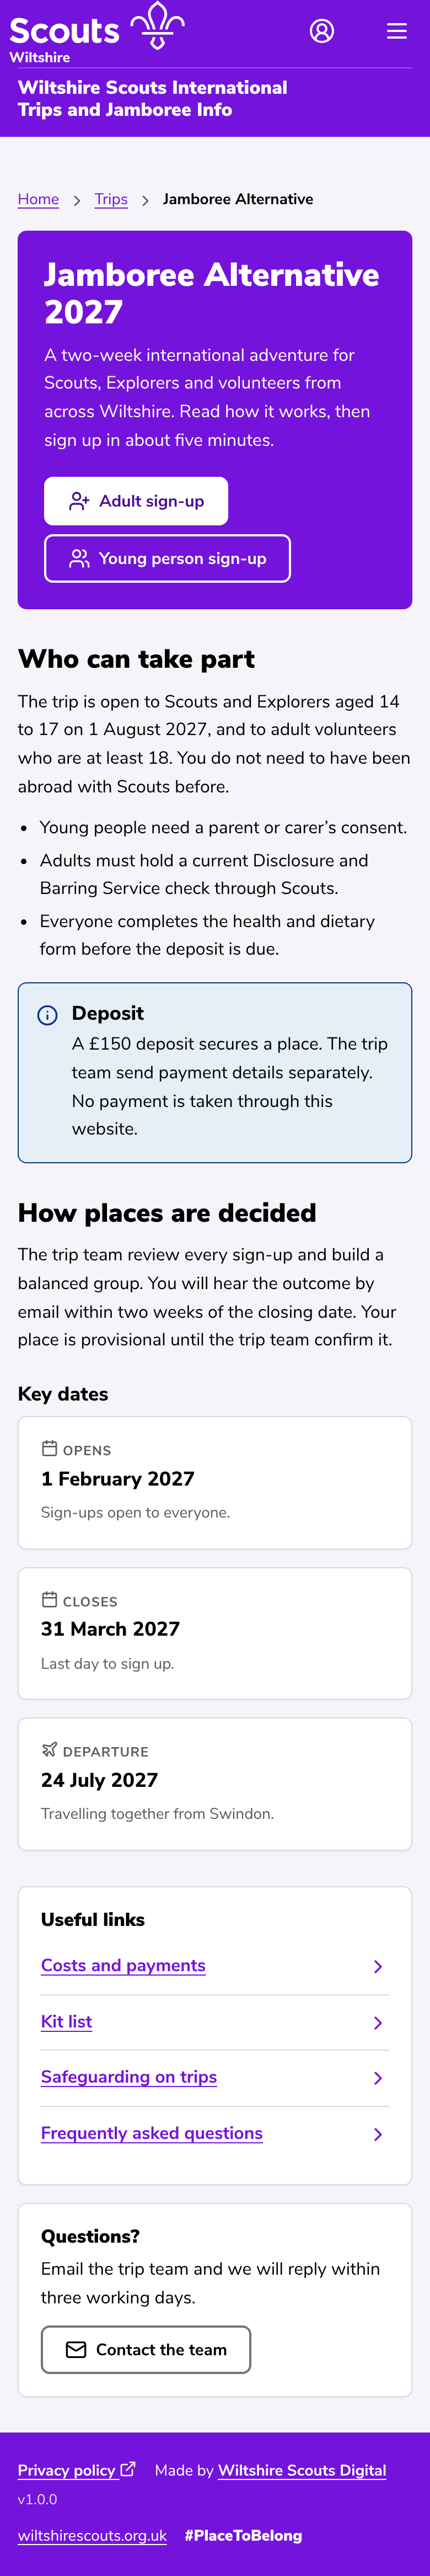 Scouts
Wiltshire
Wiltshire Scouts International
Trips and Jamboree Info
Home > Trips > Jamboree Alternative
Jamboree Alternative
2027
A two-week international adventure for
Scouts, Explorers and volunteers from
across Wiltshire. Read how it works, then
sign up in about five minutes.
Adult sign-up
Young person sign-up
Who can take part
The trip is open to Scouts and Explorers aged 14
to 17 on 1 August 2027, and to adult volunteers
who are at least 18. You do not need to have been
abroad with Scouts before.
• Young people need a parent or carer’s consent.
• Adults must hold a current Disclosure and
Barring Service check through Scouts.
• Everyone completes the health and dietary
form before the deposit is due.
Deposit
A £150 deposit secures a place. The trip
team send payment details separately.
No payment is taken through this
website.
How places are decided
The trip team review every sign-up and build a
balanced group. You will hear the outcome by
email within two weeks of the closing date. Your
place is provisional until the trip team confirm it.
Key dates
OPENS
1 February 2027
Sign-ups open to everyone.
CLOSES
31 March 2027
Last day to sign up.
DEPARTURE
24 July 2027
Travelling together from Swindon.
Useful links
Costs and payments
Kit list
Safeguarding on trips
Frequently asked questions
Questions?
Email the trip team and we will reply within
three working days.
Contact the team
Privacy policy Made by Wiltshire Scouts Digital
v1.0.0
wiltshirescouts.org.uk #PlaceToBelong